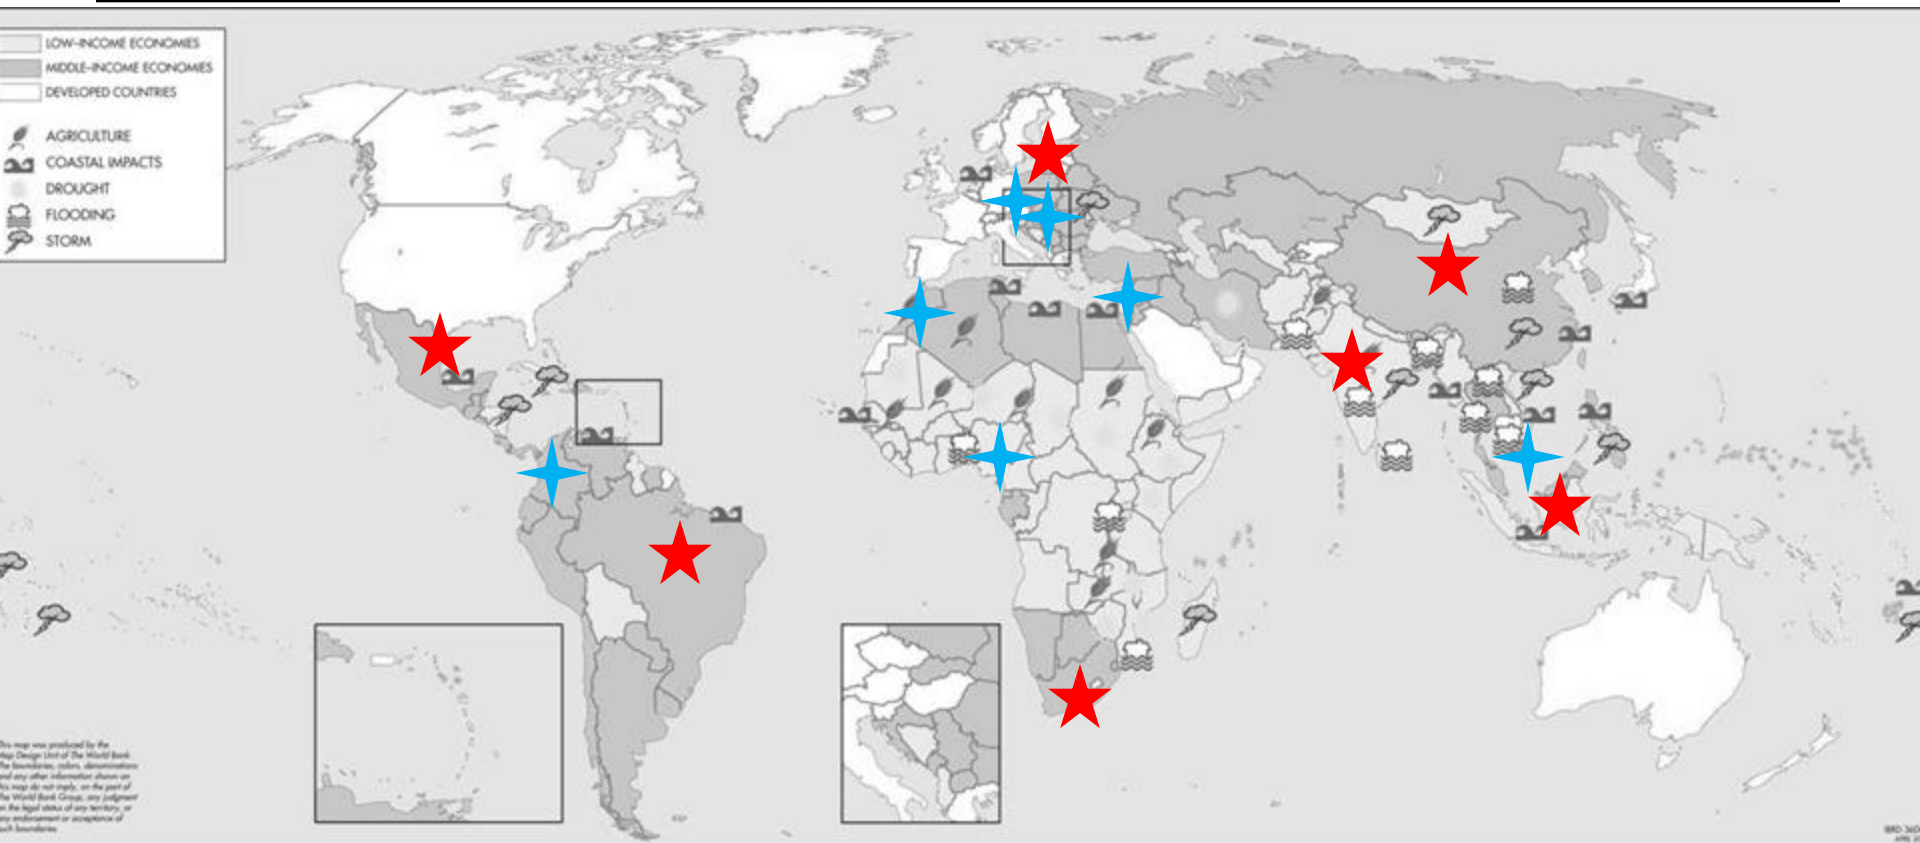 LOW-INCOME ECONOMIES
MIDDLE-INCOME ECONOMIES
DEVELOPED COUNTRIES
AGRICULTURE
COASTAL IMPACTS
DROUGHT
FLOODING
STORM
This map was produced by the
Map Design Unit of The World Bank.
The boundaries, colors, denominations
and any other information shown on
this map do not imply, on the part of
The World Bank Group, any judgment
on the legal status of any territory, or
any endorsement or acceptance of
such boundaries.
IBRD